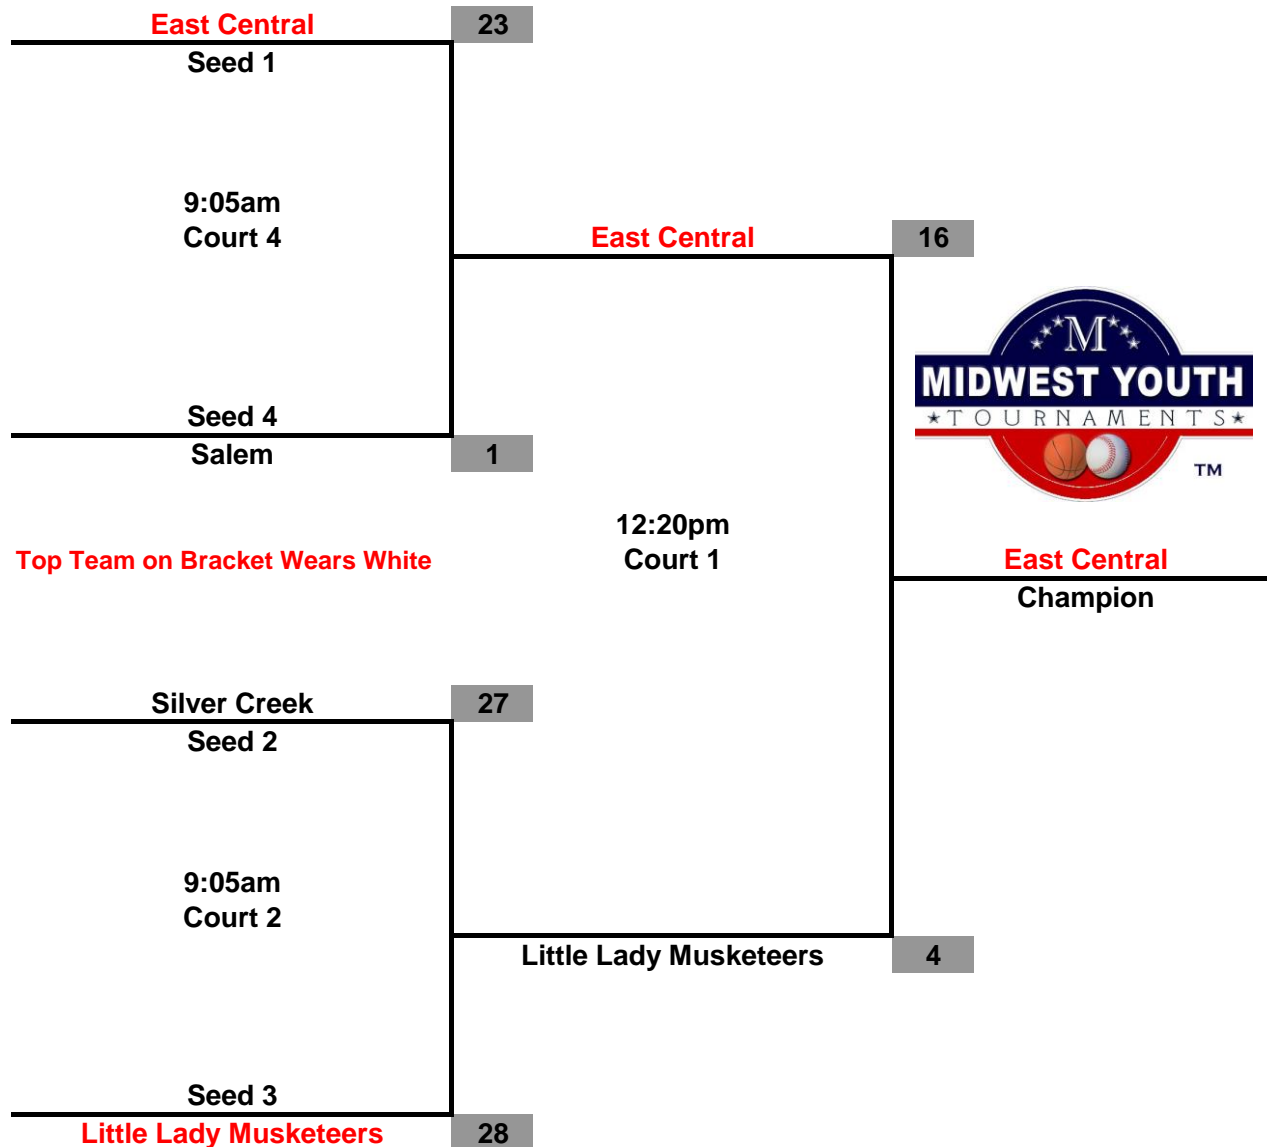 East Central 23
Seed 1
9:05am
Court 4
East Central 16
M
MIDWEST YOUTH
TOURNAMENTS
TM
Seed 4
Salem 1
12:20pm
Top Team on Bracket Wears White
Court 1
East Central
Champion
Silver Creek 27
Seed 2
9:05am
Court 2
Little Lady Musketeers 4
Seed 3
Little Lady Musketeers 28